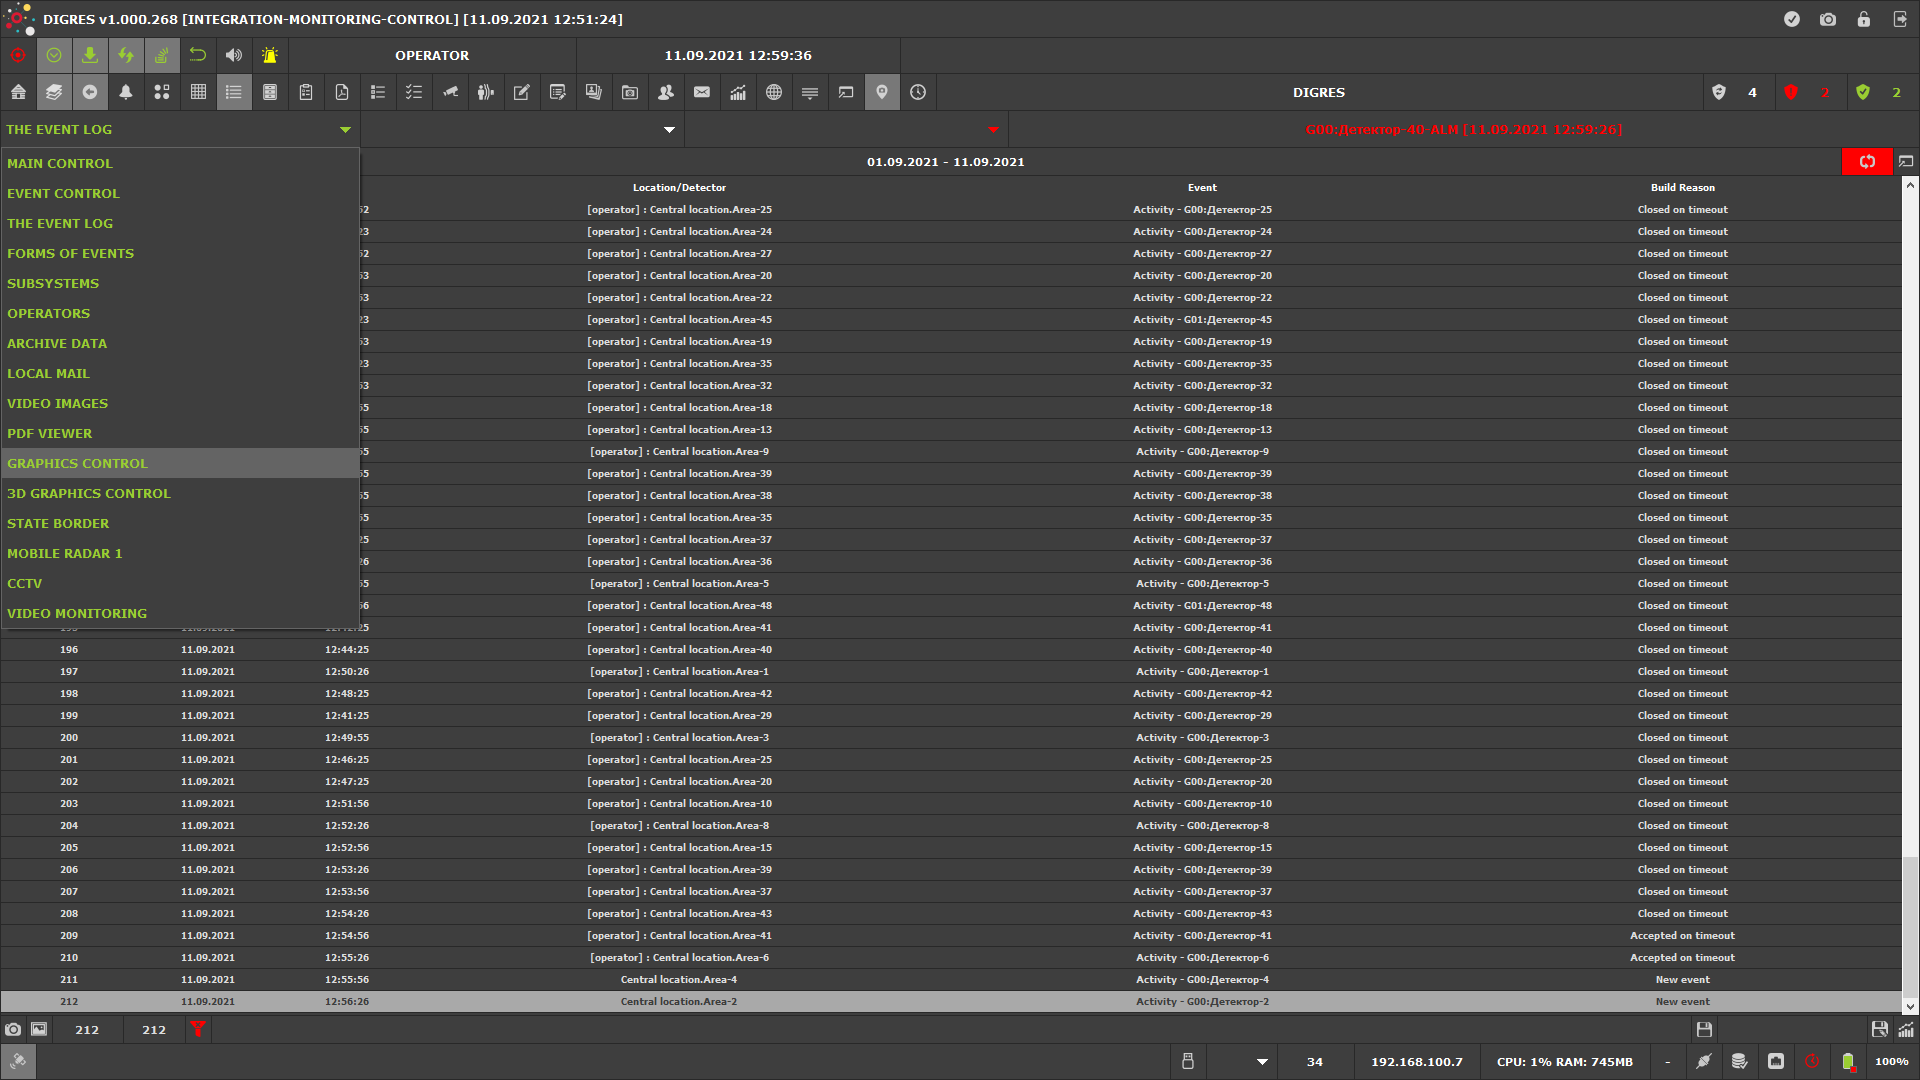 DIGRES v1.000.268 [INTEGRATION-MONITORING-CONTROL] [11.09.2021 12:51:24]
OPERATOR 11.09.2021 12:59:36
DIGRES 4 2 2
THE EVENT LOG G00:Детектор-40-ALM [11.09.2021 12:59:26]
01.09.2021 - 11.09.2021
MAIN CONTROL
EVENT CONTROL
THE EVENT LOG
FORMS OF EVENTS
SUBSYSTEMS
OPERATORS
ARCHIVE DATA
LOCAL MAIL
VIDEO IMAGES
PDF VIEWER
GRAPHICS CONTROL
3D GRAPHICS CONTROL
STATE BORDER
MOBILE RADAR 1
CCTV
VIDEO MONITORING
Location/Detector Event Build Reason
[operator] : Central location.Area-25 Activity - G00:Детектор-25 Closed on timeout
[operator] : Central location.Area-24 Activity - G00:Детектор-24 Closed on timeout
[operator] : Central location.Area-27 Activity - G00:Детектор-27 Closed on timeout
[operator] : Central location.Area-20 Activity - G00:Детектор-20 Closed on timeout
[operator] : Central location.Area-22 Activity - G00:Детектор-22 Closed on timeout
[operator] : Central location.Area-45 Activity - G01:Детектор-45 Closed on timeout
[operator] : Central location.Area-19 Activity - G00:Детектор-19 Closed on timeout
[operator] : Central location.Area-35 Activity - G00:Детектор-35 Closed on timeout
[operator] : Central location.Area-32 Activity - G00:Детектор-32 Closed on timeout
[operator] : Central location.Area-18 Activity - G00:Детектор-18 Closed on timeout
[operator] : Central location.Area-13 Activity - G00:Детектор-13 Closed on timeout
[operator] : Central location.Area-9 Activity - G00:Детектор-9 Closed on timeout
[operator] : Central location.Area-39 Activity - G00:Детектор-39 Closed on timeout
[operator] : Central location.Area-38 Activity - G00:Детектор-38 Closed on timeout
[operator] : Central location.Area-35 Activity - G00:Детектор-35 Closed on timeout
[operator] : Central location.Area-37 Activity - G00:Детектор-37 Closed on timeout
[operator] : Central location.Area-36 Activity - G00:Детектор-36 Closed on timeout
[operator] : Central location.Area-5 Activity - G00:Детектор-5 Closed on timeout
[operator] : Central location.Area-48 Activity - G01:Детектор-48 Closed on timeout
[operator] : Central location.Area-41 Activity - G00:Детектор-41 Closed on timeout
196 11.09.2021 12:44:25 [operator] : Central location.Area-40 Activity - G00:Детектор-40 Closed on timeout
197 11.09.2021 12:50:26 [operator] : Central location.Area-1 Activity - G00:Детектор-1 Closed on timeout
198 11.09.2021 12:48:25 [operator] : Central location.Area-42 Activity - G00:Детектор-42 Closed on timeout
199 11.09.2021 12:41:25 [operator] : Central location.Area-29 Activity - G00:Детектор-29 Closed on timeout
200 11.09.2021 12:49:55 [operator] : Central location.Area-3 Activity - G00:Детектор-3 Closed on timeout
201 11.09.2021 12:46:25 [operator] : Central location.Area-25 Activity - G00:Детектор-25 Closed on timeout
202 11.09.2021 12:47:25 [operator] : Central location.Area-20 Activity - G00:Детектор-20 Closed on timeout
203 11.09.2021 12:51:56 [operator] : Central location.Area-10 Activity - G00:Детектор-10 Closed on timeout
204 11.09.2021 12:52:26 [operator] : Central location.Area-8 Activity - G00:Детектор-8 Closed on timeout
205 11.09.2021 12:52:56 [operator] : Central location.Area-15 Activity - G00:Детектор-15 Closed on timeout
206 11.09.2021 12:53:26 [operator] : Central location.Area-39 Activity - G00:Детектор-39 Closed on timeout
207 11.09.2021 12:53:56 [operator] : Central location.Area-37 Activity - G00:Детектор-37 Closed on timeout
208 11.09.2021 12:54:26 [operator] : Central location.Area-43 Activity - G00:Детектор-43 Closed on timeout
209 11.09.2021 12:54:56 [operator] : Central location.Area-41 Activity - G00:Детектор-41 Accepted on timeout
210 11.09.2021 12:55:26 [operator] : Central location.Area-6 Activity - G00:Детектор-6 Accepted on timeout
211 11.09.2021 12:55:56 Central location.Area-4 Activity - G00:Детектор-4 New event
212 11.09.2021 12:56:26 Central location.Area-2 Activity - G00:Детектор-2 New event
212 212
34 192.168.100.7 CPU: 1% RAM: 745MB - 100%